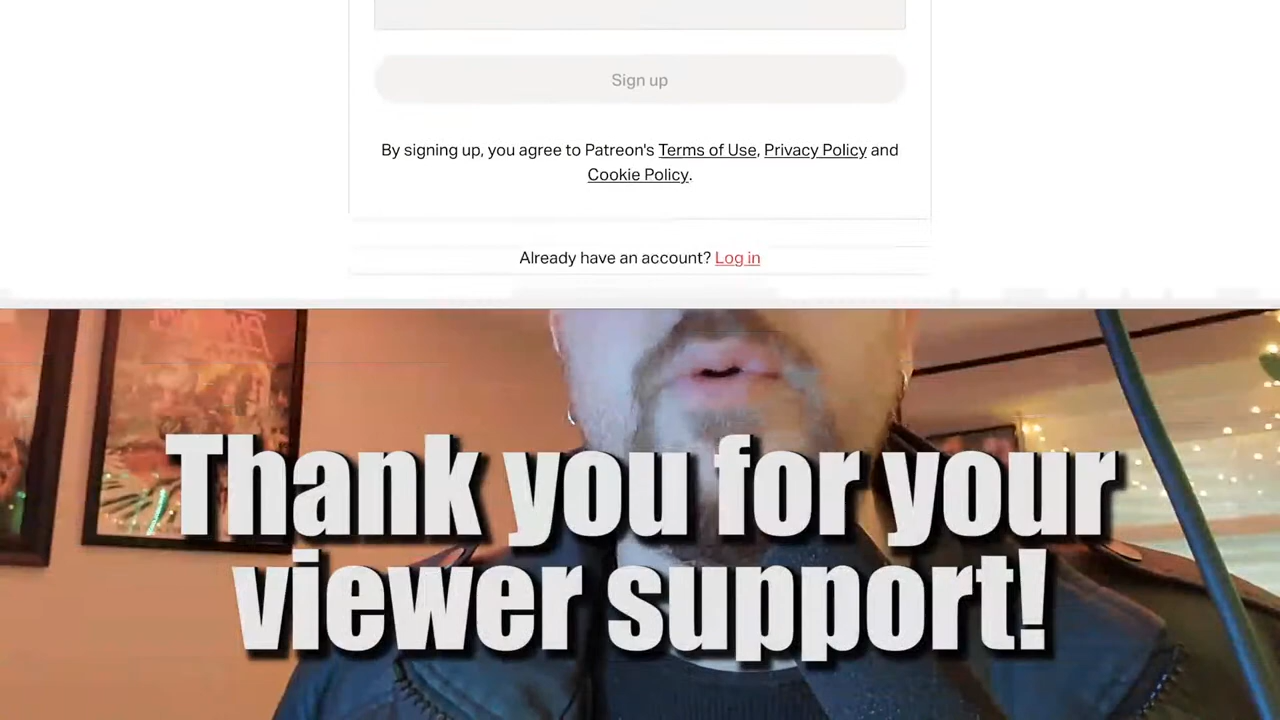 Sign up
By signing up, you agree to Patreon's Terms of Use, Privacy Policy and
Cookie Policy.
Already have an account? Log in
Thank you for your
viewer support!